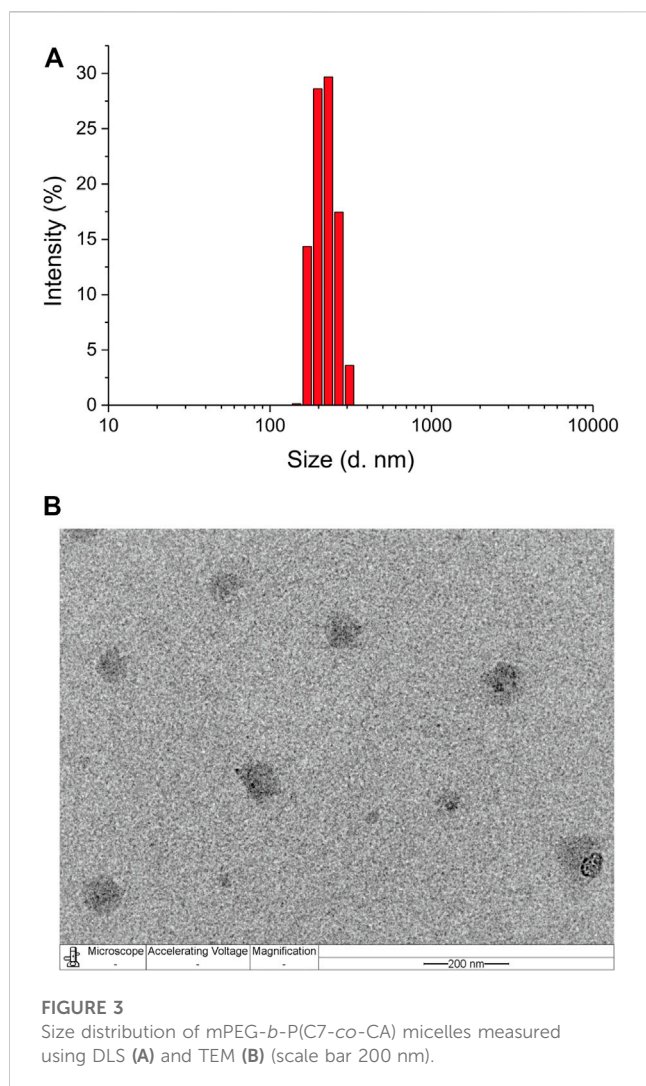 A
30
25
20
15
10
5
0
Intensity (%)
10 100 1000 10000
Size (d. nm)
B
Microscope Accelerating Voltage Magnification
- - - 200 nm
FIGURE 3
Size distribution of mPEG-b-P(C7-co-CA) micelles measured
using DLS (A) and TEM (B) (scale bar 200 nm).